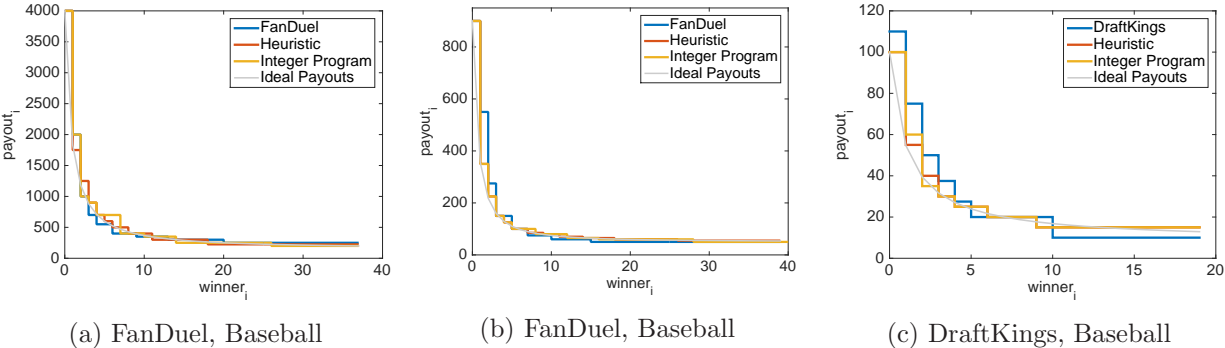 4000
3500
3000
2500
2000
1500
1000
500
0
payout_i
0 10 20 30 40
winner_i
FanDuel
Heuristic
Integer Program
Ideal Payouts
(a) FanDuel, Baseball
900
600
300
0
payout_i
0 10 20 30 40
winner_i
FanDuel
Heuristic
Integer Program
Ideal Payouts
(b) FanDuel, Baseball
120
100
80
60
40
20
0
payout_i
0 5 10 15 20
winner_i
DraftKings
Heuristic
Integer Program
Ideal Payouts
(c) DraftKings, Baseball